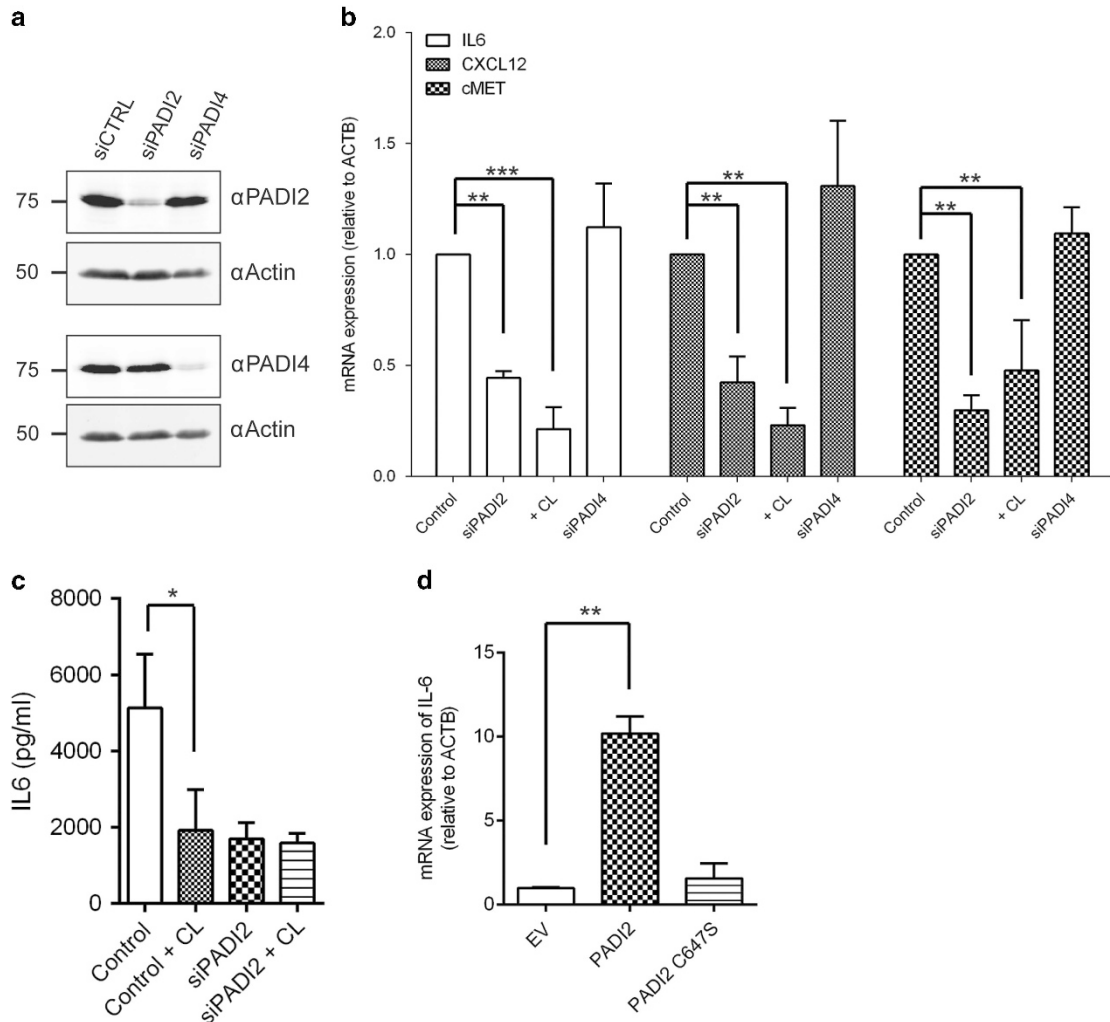 a
siCTRL siPADI2 siPADI4
75 αPADI2
50 αActin
75 αPADI4
50 αActin
b
mRNA expression (relative to ACTB)
2.0
1.5
1.0
0.5
0.0
IL6
CXCL12
cMET
*** ** ** ** ** **
Control siPADI2 + CL siPADI4 Control siPADI2 + CL siPADI4 Control siPADI2 + CL siPADI4
c
IL6 (pg/ml)
8000
6000
4000
2000
0
*
Control Control + CL siPADI2 siPADI2 + CL
d
mRNA expression of IL-6
(relative to ACTB)
15
10
5
0
**
EV PADI2 PADI2 C647S